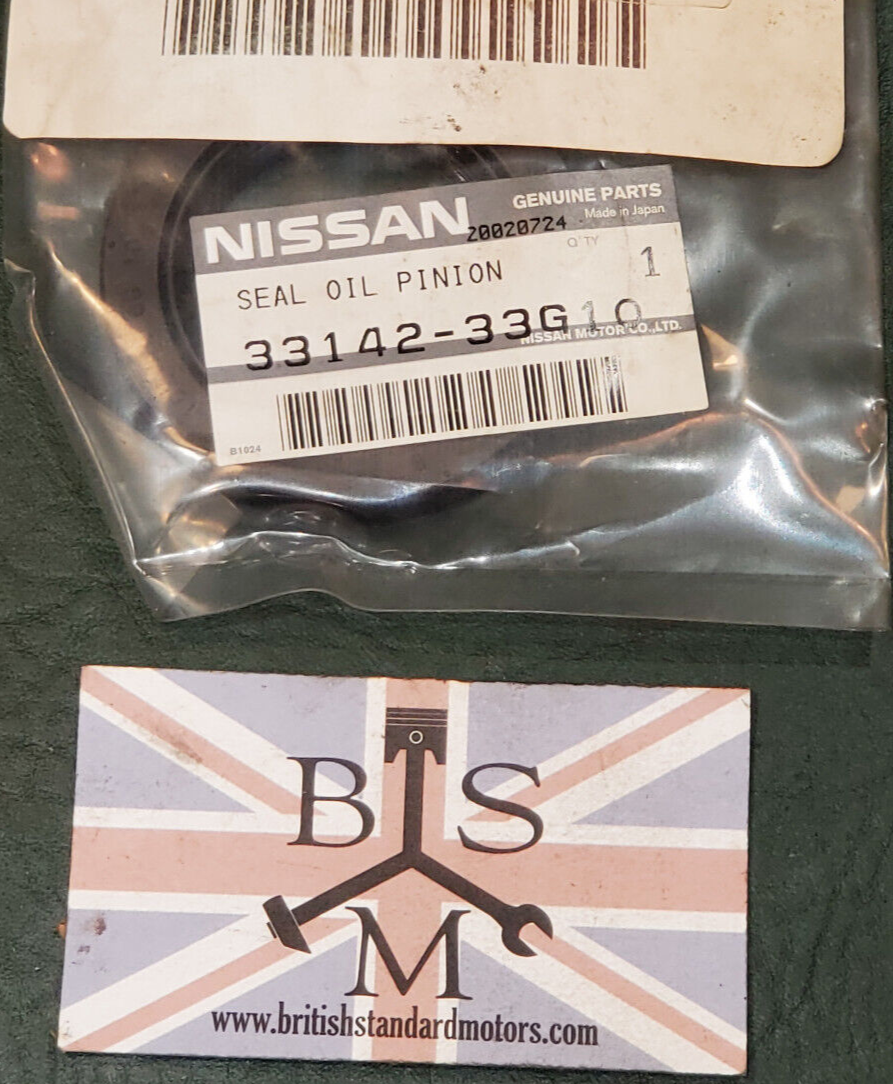 NISSAN
GENUINE PARTS
Made in Japan
20020724
Q'TY
SEAL OIL PINION
1
33142-33G10
NISSAN MOTOR CO.,LTD.
B1024
B S
M
www.britishstandardmotors.com